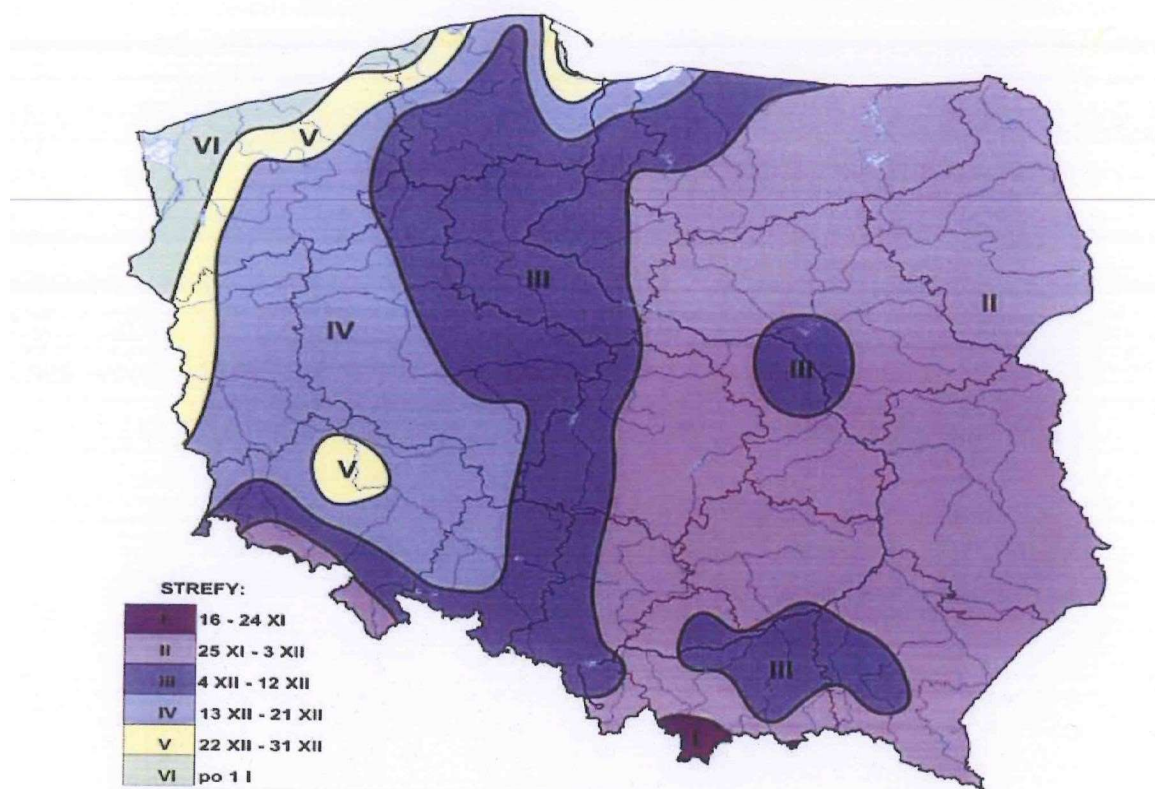 VI
V
III
II
IV
III
V
STREFY:
I 16 - 24 XI
II 25 XI - 3 XII
III 4 XII - 12 XII
IV 13 XII - 21 XII
V 22 XII - 31 XII
VI po 1 I
III
I